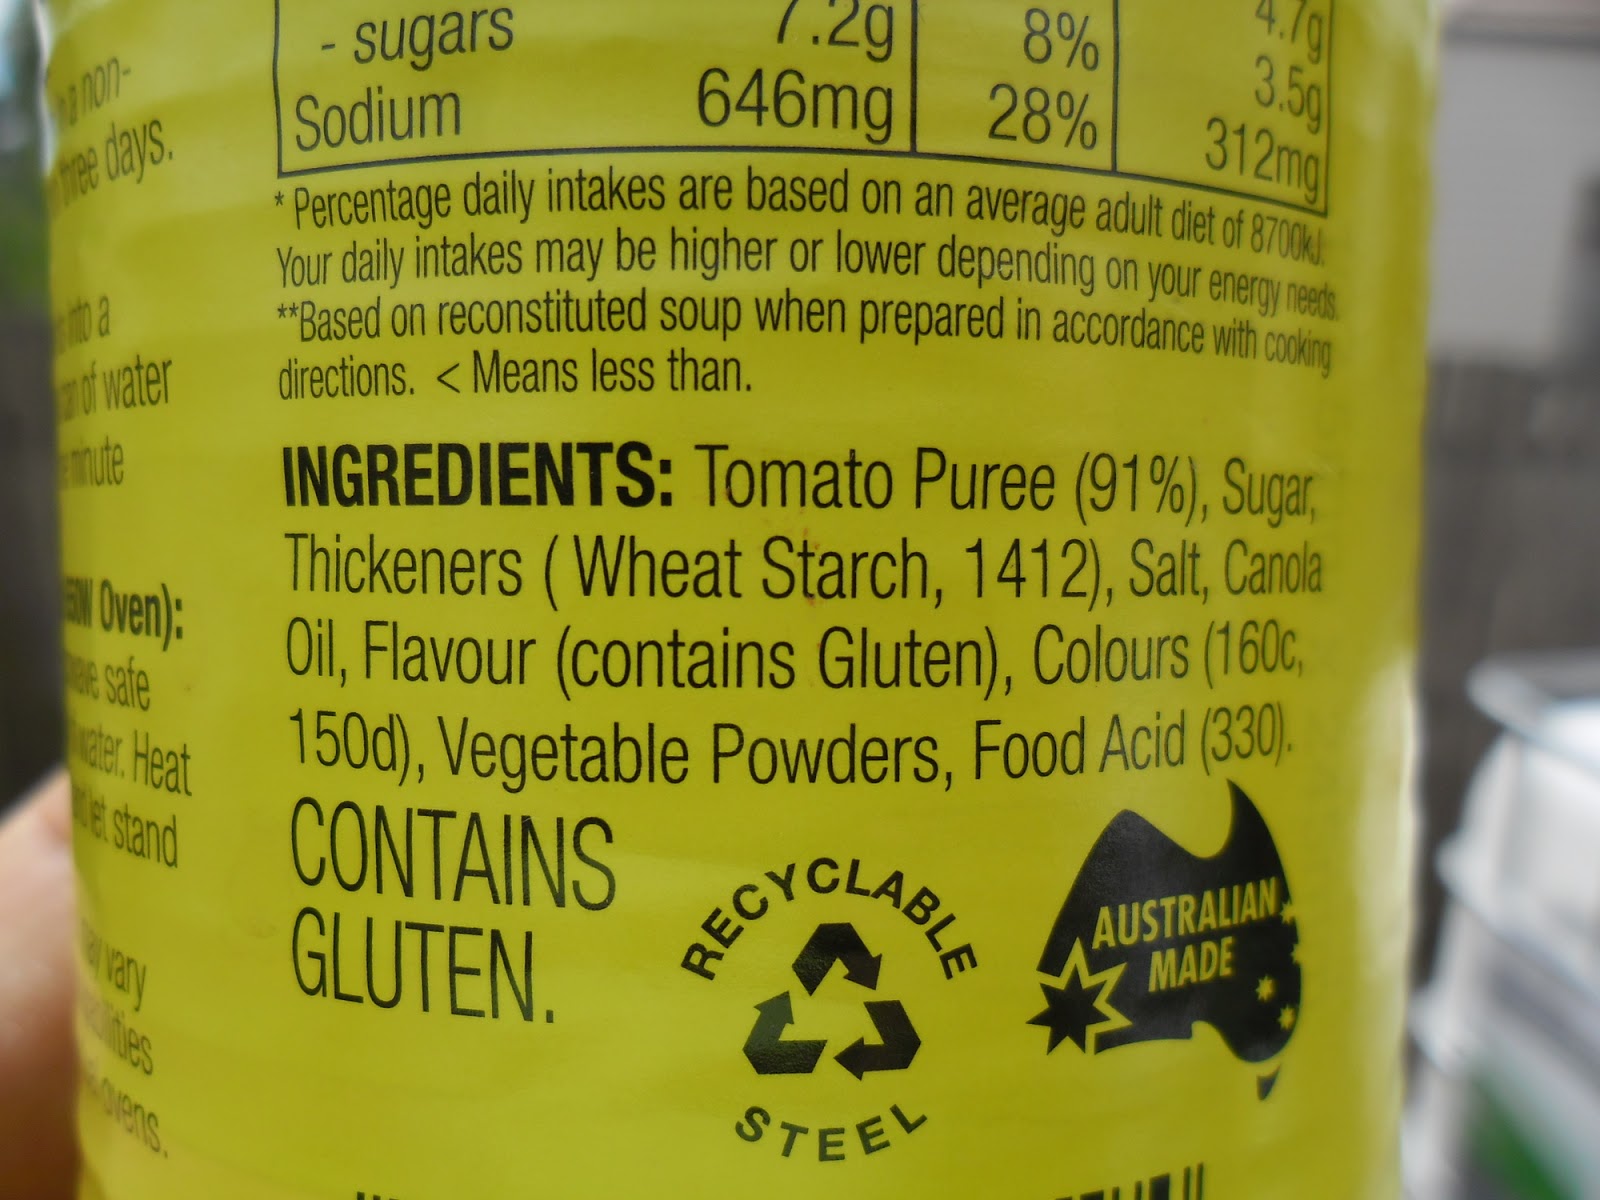 a non-
three days.
into a
of water
minute
Oven):
safe
water. Heat
let stand
may vary
ovens.
- sugars 7.2g 8% 4.7g
3.5g
Sodium 646mg 28% 312mg
* Percentage daily intakes are based on an average adult diet of 8700kJ.
Your daily intakes may be higher or lower depending on your energy needs.
**Based on reconstituted soup when prepared in accordance with cooking
directions. < Means less than.
INGREDIENTS: Tomato Puree (91%), Sugar,
Thickeners ( Wheat Starch, 1412), Salt, Canola
Oil, Flavour (contains Gluten), Colours (160c,
150d), Vegetable Powders, Food Acid (330).
CONTAINS
GLUTEN.
RECYCLABLE
STEEL
AUSTRALIAN
MADE